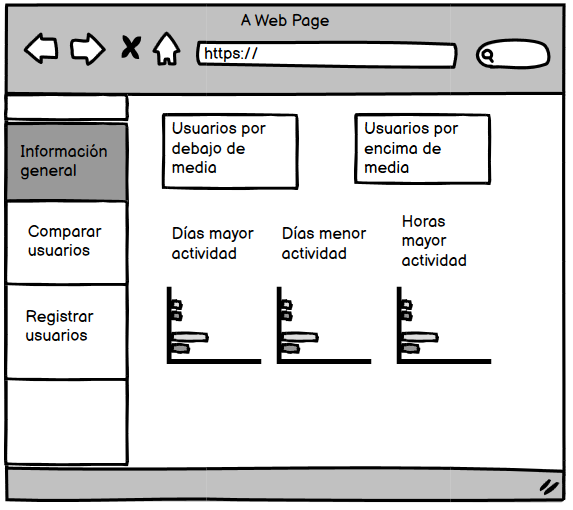 A Web Page
https://
Información
general
Comparar
usuarios
Registrar
usuarios
Usuarios por
debajo de
media
Usuarios por
encima de
media
Días mayor
actividad
Días menor
actividad
Horas
mayor
actividad